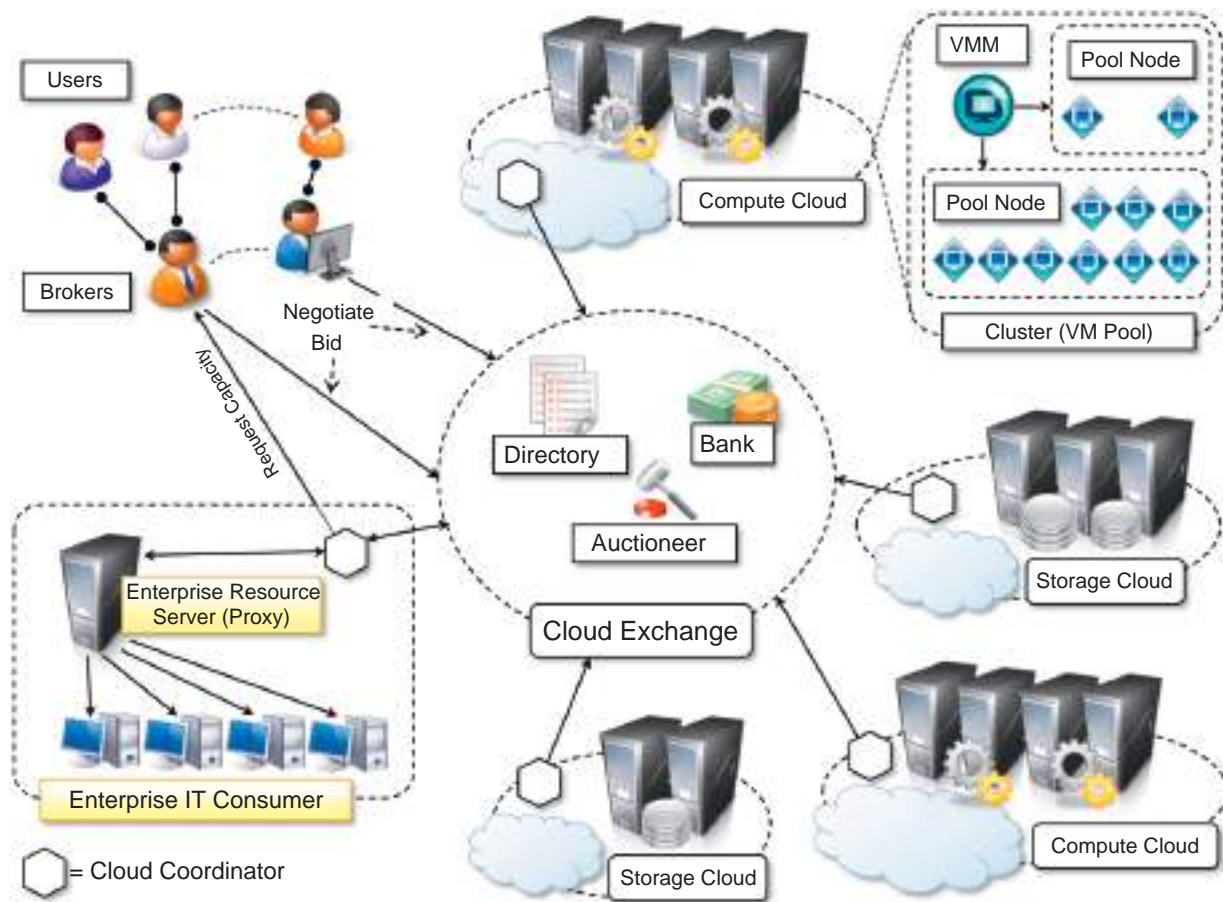 Users
VMM
Pool Node
Compute Cloud
Pool Node
Brokers
Negotiate
Bid
Cluster (VM Pool)
Request Capacity
Directory
Bank
Auctioneer
Enterprise Resource
Server (Proxy)
Storage Cloud
Cloud Exchange
Enterprise IT Consumer
Compute Cloud
= Cloud Coordinator
Storage Cloud